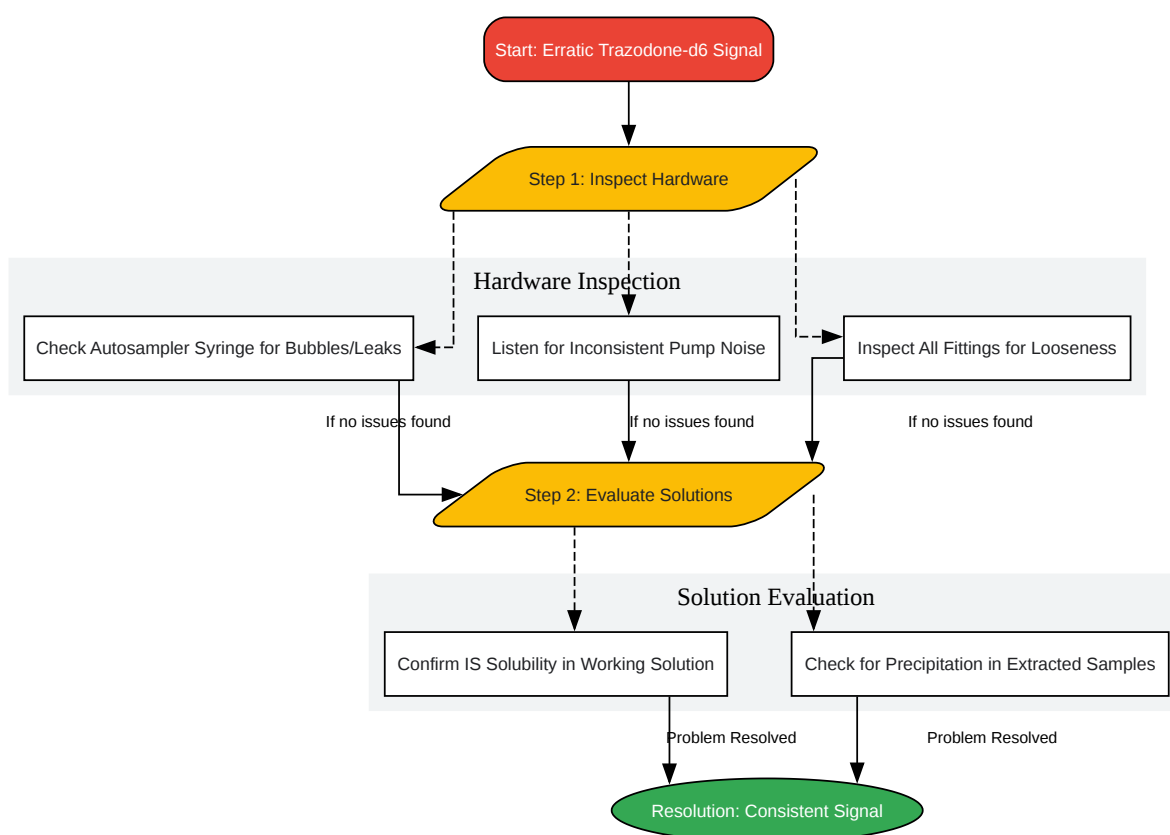 Start: Erratic Trazodone-d6 Signal
Step 1: Inspect Hardware
Hardware Inspection
Check Autosampler Syringe for Bubbles/Leaks
Listen for Inconsistent Pump Noise
Inspect All Fittings for Looseness
If no issues found
If no issues found
If no issues found
Step 2: Evaluate Solutions
Solution Evaluation
Confirm IS Solubility in Working Solution
Check for Precipitation in Extracted Samples
Problem Resolved
Problem Resolved
Resolution: Consistent Signal